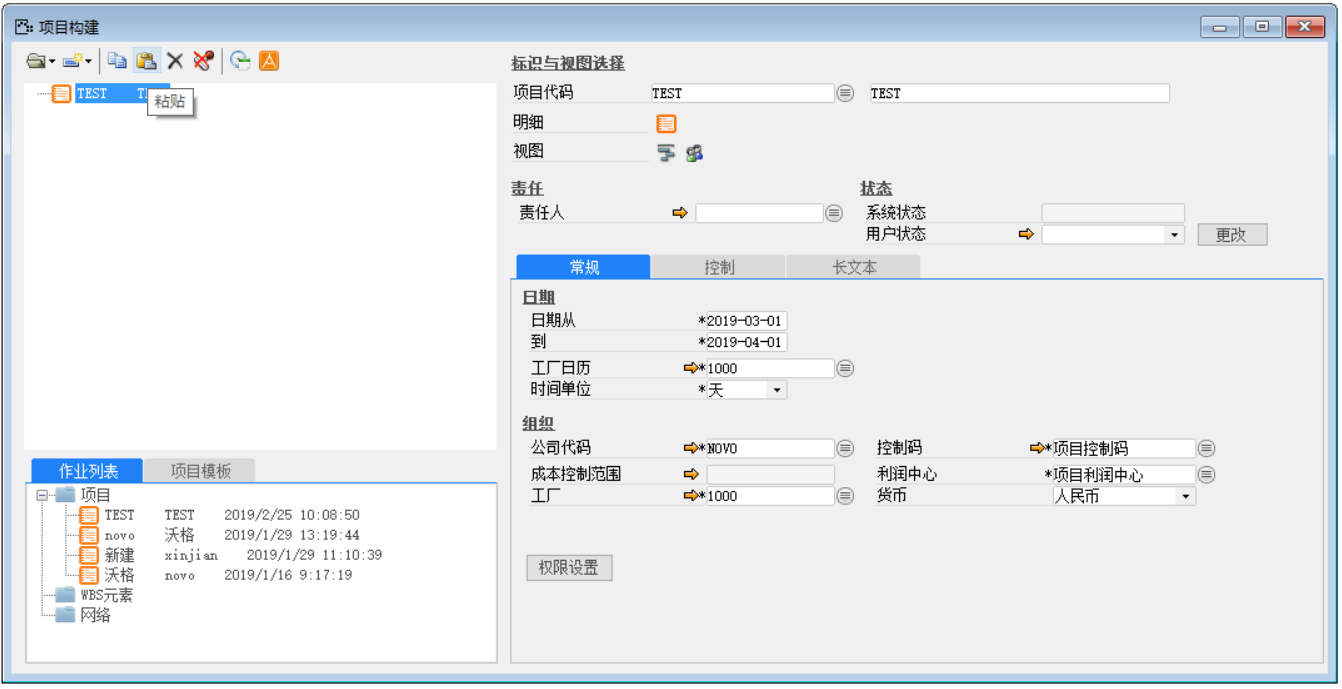 项目构建
TEST T
粘贴
标识与视图选择
项目代码 TEST TEST
明细
视图
责任 状态
责任人 系统状态
用户状态 更改
常规 控制 长文本
日期
日期从 *2019-03-01
到 *2019-04-01
工厂日历 *1000
时间单位 *天
组织
公司代码 *NOVO 控制码 *项目控制码
成本控制范围 利润中心 *项目利润中心
工厂 *1000 货币 人民币
权限设置
作业列表 项目模板
项目
TEST TEST 2019/2/25 10:08:50
novo 沃格 2019/1/29 13:19:44
新建 xinjian 2019/1/29 11:10:39
沃格 novo 2019/1/16 9:17:19
WBS元素
网络